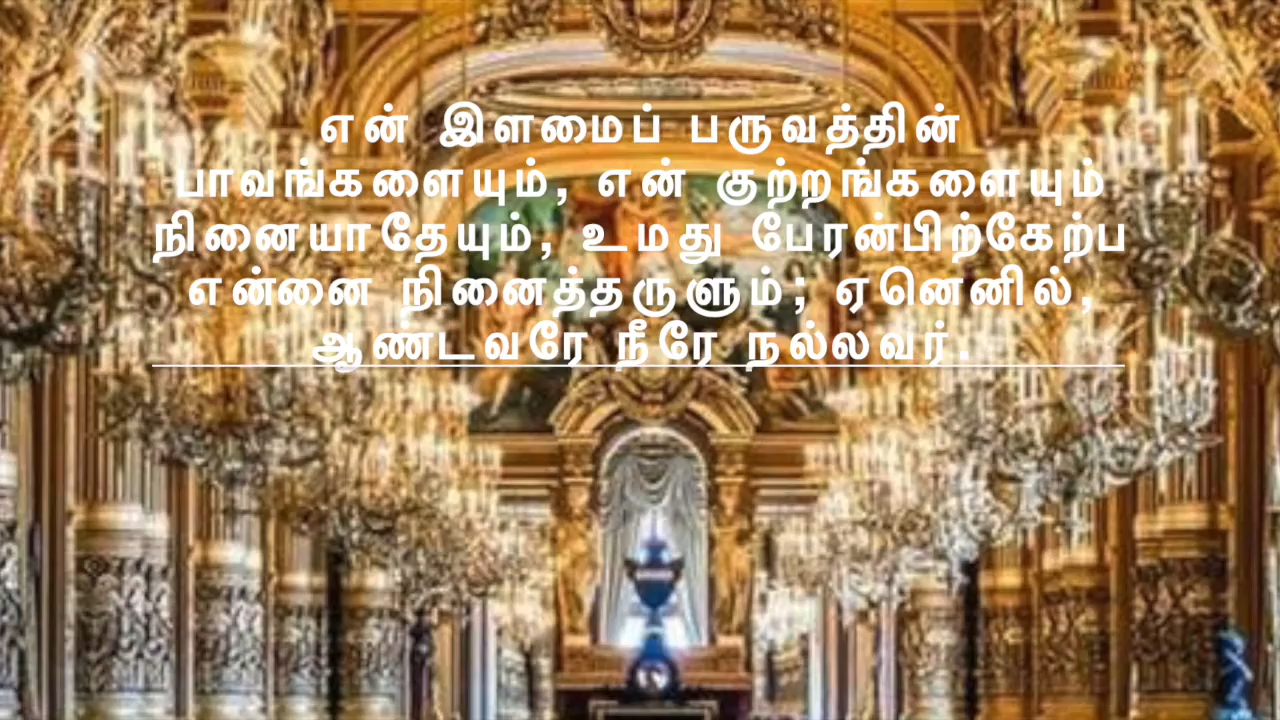 என் இளமைப் பருவத்தின்
பாவங்களையும், என் குற்றங்களையும்
நினையாதேயும், உமது பேரன்பிற்கேற்ப
என்னை நினைத்தருளும்; ஏனெனில்,
ஆண்டவரே நீரே நல்லவர்.